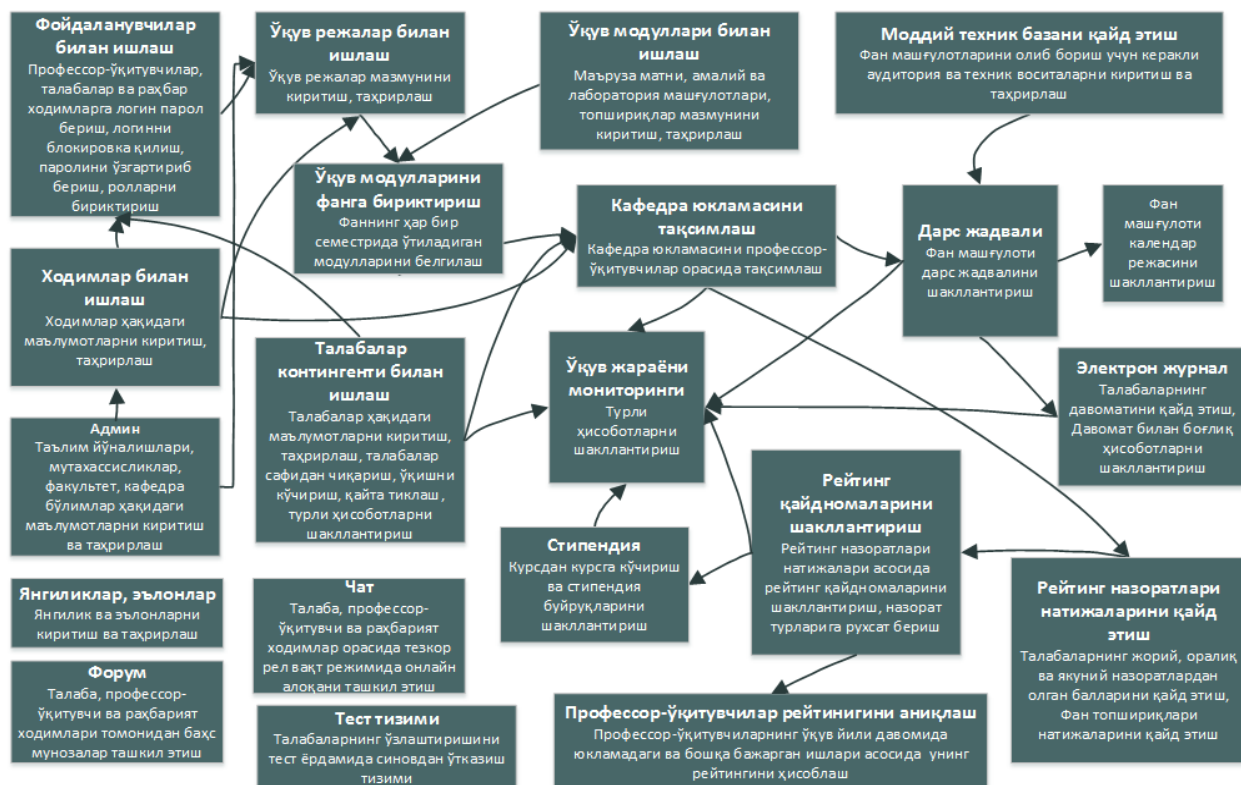 Фойдаланувчилар
билан ишлаш
Профессор-ўқитувчилар,
талабалар ва раҳбар
ходимларга логин парол
бериш, логинни
блокировка қилиш,
паролини ўзгартириб
бериш, ролларни
бириктириш
Ўқув режалар билан
ишлаш
Ўқув режалар мазмунини
киритиш, таҳрирлаш
Ўқув модуллари билан
ишлаш
Маъруза матни, амалий ва
лаборатория машғулотлари,
топшириқлар мазмунини
киритиш, таҳрирлаш
Моддий техник базани қайд этиш
Фан машғулотларини олиб бориш учун керакли
аудитория ва техник воситаларни киритиш ва
таҳрирлаш
Ўқув модулларини
фанга бириктириш
Фаннинг ҳар бир
семестрида ўтиладиган
модулларини белгилаш
Кафедра юкламасини
тақсимлаш
Кафедра юкламасини профессор-
ўқитувчилар орасида тақсимлаш
Дарс жадвали
Фан машғулоти
дарс жадвалини
шакллантириш
Фан
машғулоти
календар
режасини
шакллантириш
Ходимлар билан
ишлаш
Ходимлар ҳақидаги
маълумотларни киритиш,
таҳрирлаш
Талабалар
контингенти билан
ишлаш
Талабалар ҳақидаги
маълумотларни киритиш,
таҳрирлаш, талабалар
сафидан чиқариш, ўқишни
кўчириш, қайта тиклаш,
турли ҳисоботларни
шакллантириш
Ўқув жараёни
мониторинги
Турли
ҳисоботларни
шакллантириш
Электрон журнал
Талабаларнинг
давоматини қайд этиш,
Давомат билан боғлиқ
ҳисоботларни
шакллантириш
Админ
Таълим йўналишлари,
мутахассисликлар,
факультет, кафедра
бўлимлар ҳақидаги
маълумотларни киритиш
ва таҳрирлаш
Стипендия
Курсдан курсга кўчириш
ва стипендия
буйруқларини
шакллантириш
Рейтинг
қайдномаларини
шакллантириш
Рейтинг назоратлари
натижалари асосида
рейтинг қайдномаларини
шакллантириш, назорат
турларига рухсат бериш
Рейтинг назоратлари
натижаларини қайд
этиш
Талабаларнинг жорий, оралиқ
ва якуний назоратлардан
олган балларини қайд этиш,
Фан топшириқлари
натижаларини қайд этиш
Янгиликлар, эълонлар
Янгилик ва эълонларни
киритиш ва таҳрирлаш
Чат
Талаба, профессор-
ўқитувчи ва раҳбарият
ходимлар орасида тезкор
рел вақт режимида онлайн
алоқани ташкил этиш
Форум
Талаба, профессор-
ўқитувчи ва раҳбарият
ходимлари томонидан баҳс
мунозалар ташкил этиш
Тест тизими
Талабаларнинг ўзлаштиришини
тест ёрдамида синовдан ўтказиш
тизими
Профессор-ўқитувчилар рейтинигини аниқлаш
Профессор-ўқитувчиларнинг ўқув йили давомида
юкламадаги ва бошқа бажарган ишлари асосида унинг
рейтингини ҳисоблаш